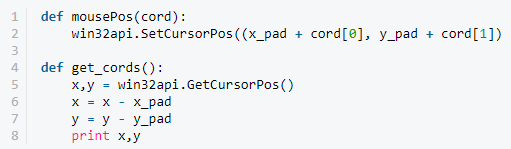 1 def mousePos(cord):
2     win32api.SetCursorPos((x_pad + cord[0], y_pad + cord[1])
3
4 def get_cords():
5     x,y = win32api.GetCursorPos()
6     x = x - x_pad
7     y = y - y_pad
8     print x,y